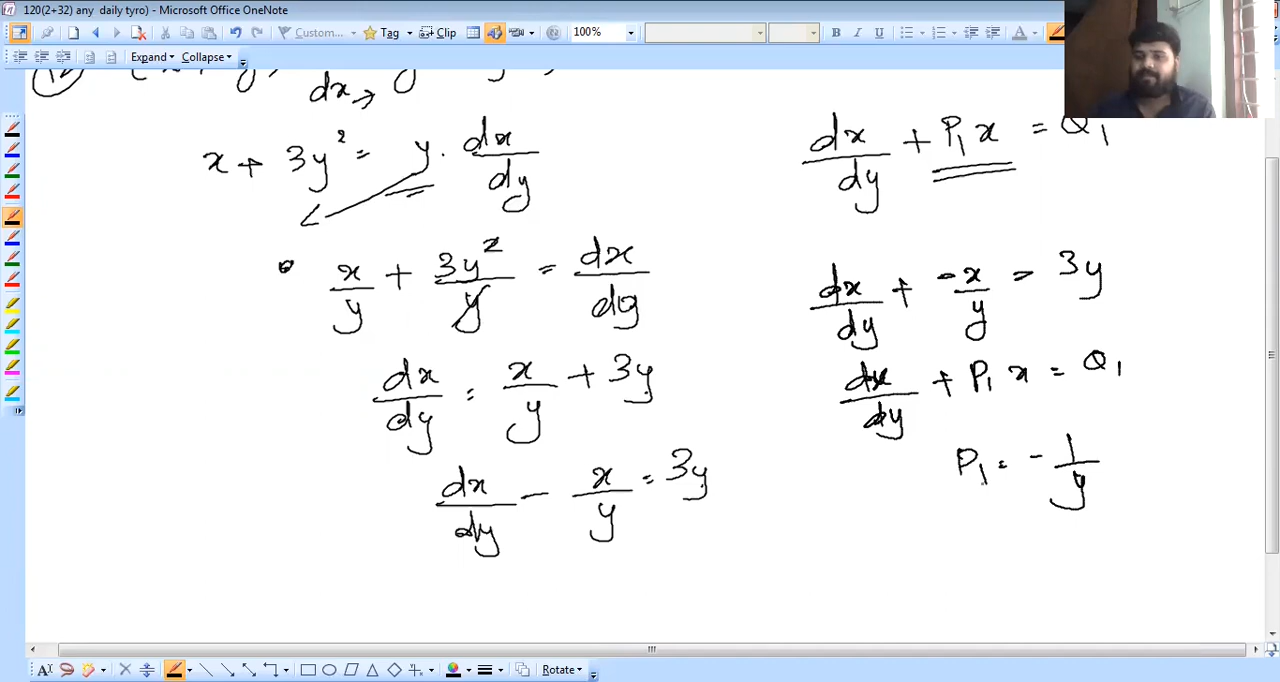 120(2+32) any daily tyro - Microsoft Office OneNote
Custom... Tag Clip 100% B I U A
Expand Collapse
dx
x + 3y² = y . dx/dy
x/y + 3y²/y = dx/dy
dx/dy = x/y + 3y
dx/dy - x/y = 3y
dx/dy + P₁x = Q₁
dx/dy + -x/y = 3y
dx/dy + P₁x = Q₁
P₁ = -1/y
Rotate